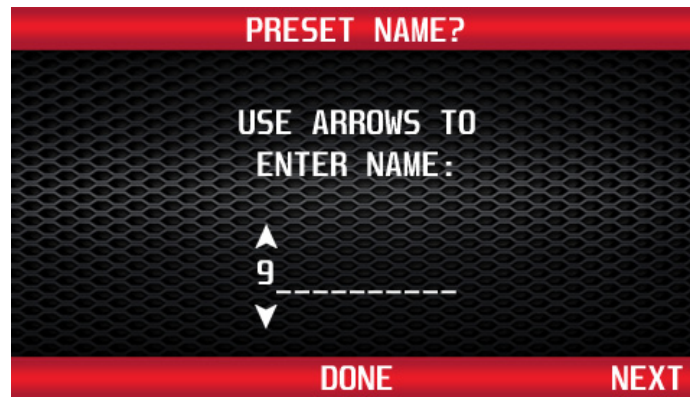 PRESET NAME?
USE ARROWS TO
ENTER NAME:
9__________
DONE NEXT